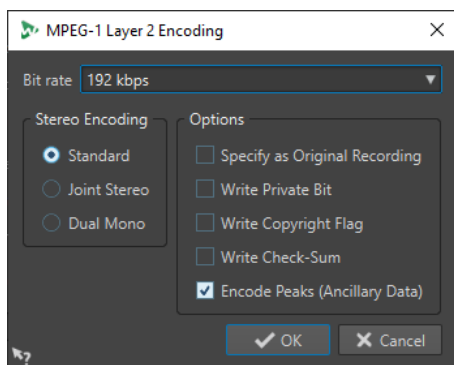 MPEG-1 Layer 2 Encoding
Bit rate 192 kbps
Stereo Encoding
Standard
Joint Stereo
Dual Mono
Options
Specify as Original Recording
Write Private Bit
Write Copyright Flag
Write Check-Sum
Encode Peaks (Ancillary Data)
OK Cancel
?